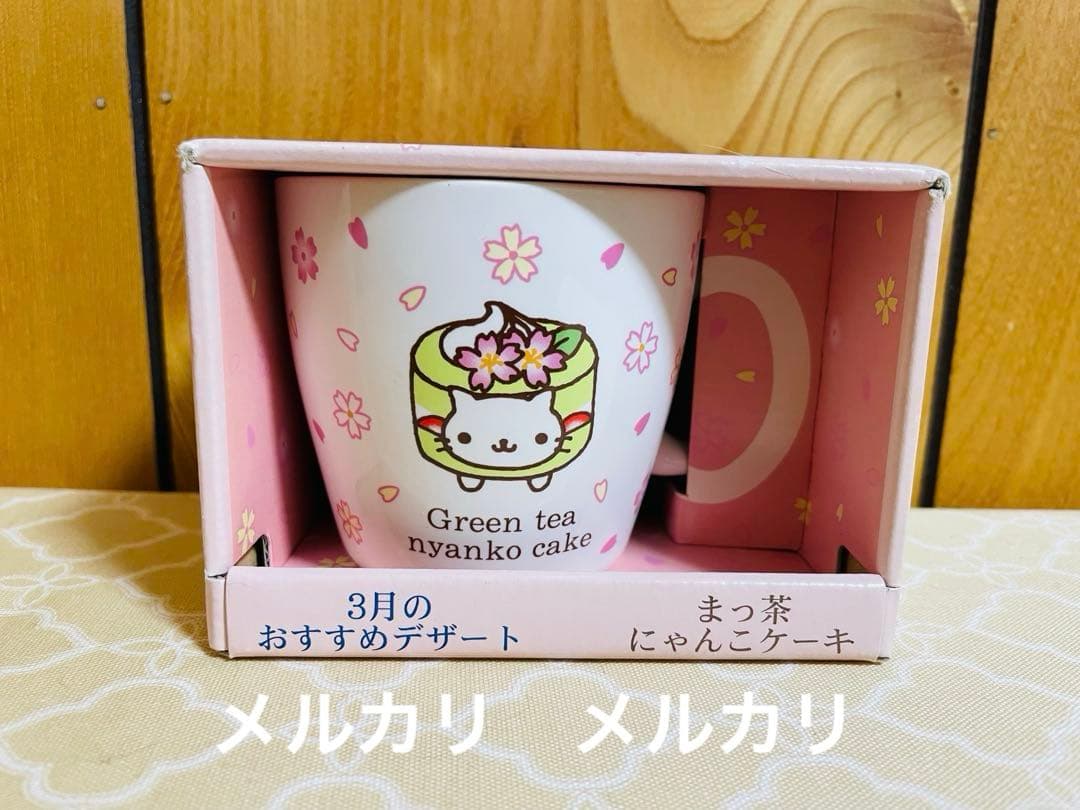 Green tea
nyanko cake
3月の
おすすめデザート
まっ茶
にゃんこケーキ
メルカリ　メルカリ